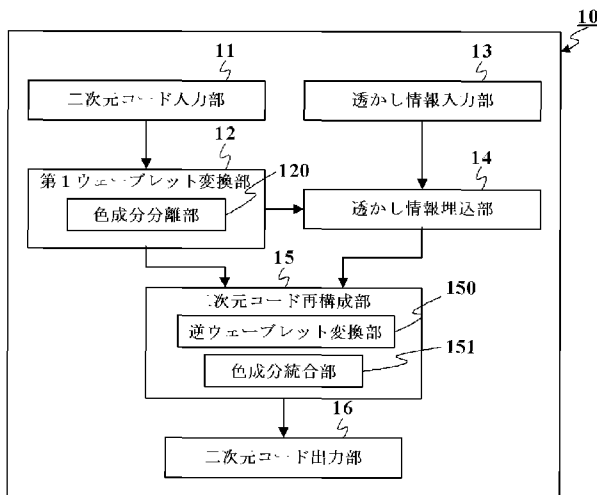 10
11
13
二次元コード入力部
透かし情報入力部
12
第1ウェーブレット変換部
120
色成分分離部
14
透かし情報埋込部
15
二次元コード再構成部
150
逆ウェーブレット変換部
151
色成分統合部
16
二次元コード出力部